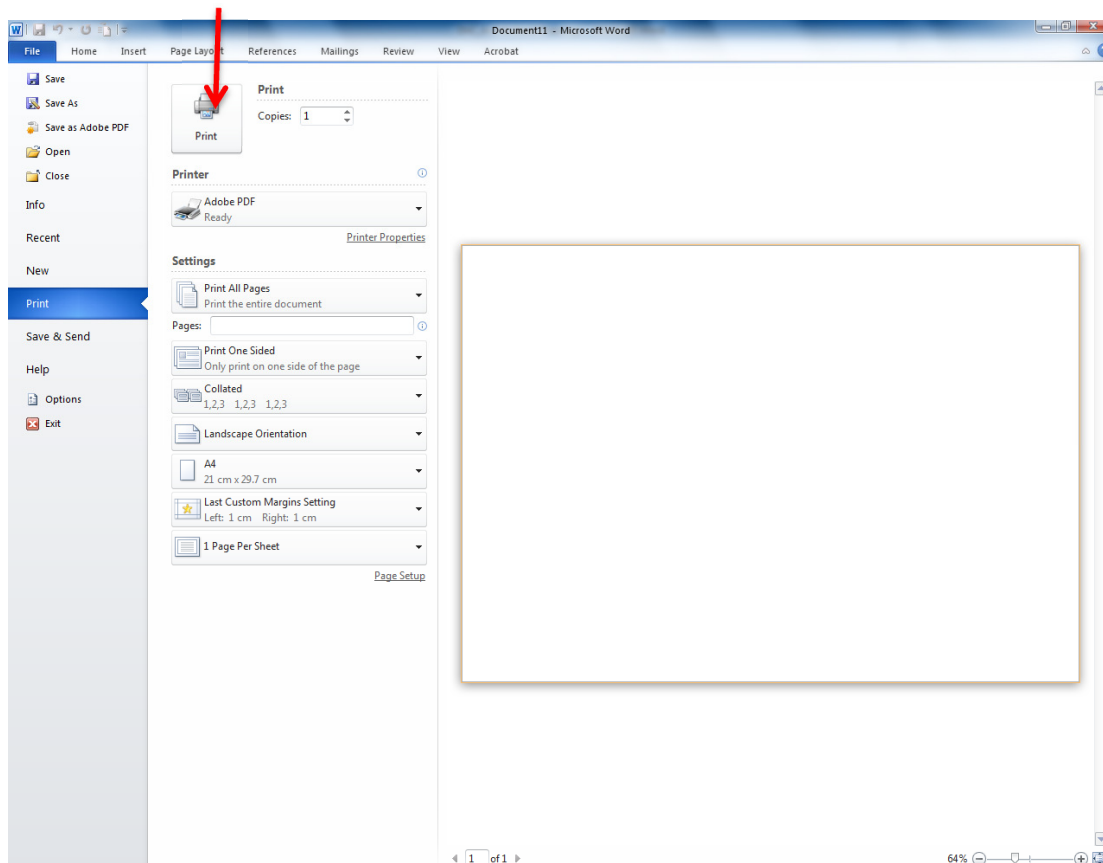 Document11 - Microsoft Word
File Home Insert Page Layout References Mailings Review View Acrobat
Save
Save As
Save as Adobe PDF
Open
Close
Info
Recent
New
Print
Save & Send
Help
Options
Exit
Print
Print
Copies: 1
Printer
Adobe PDF
Ready
Printer Properties
Settings
Print All Pages
Print the entire document
Pages:
Print One Sided
Only print on one side of the page
Collated
1,2,3 1,2,3 1,2,3
Landscape Orientation
A4
21 cm x 29.7 cm
Last Custom Margins Setting
Left: 1 cm Right: 1 cm
1 Page Per Sheet
Page Setup
1 of 1
64%